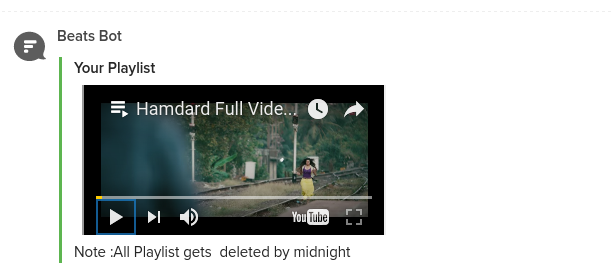 Beats Bot
Your Playlist
Hamdard Full Vide...
YouTube
Note :All Playlist gets  deleted by midnight